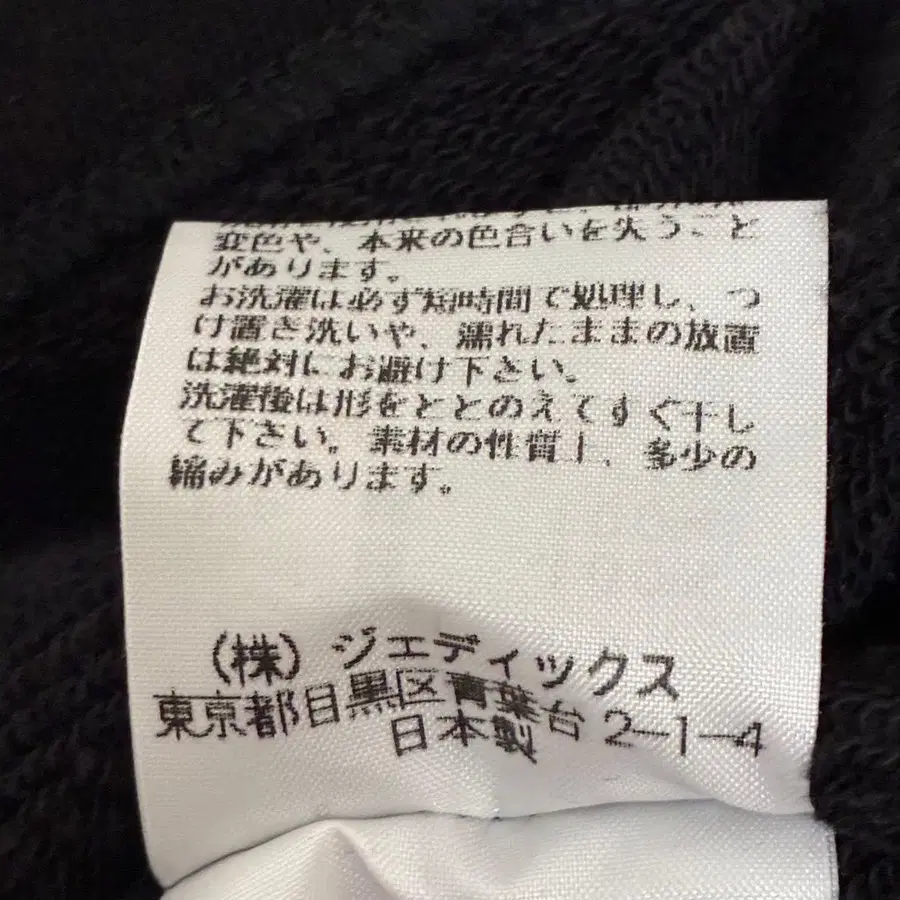 変色や、本来の色合いを失うこと
があります。
お洗濯は必ず短時間で処理し、つ
け置き洗いや、濡れたままの放置
は絶対にお避け下さい。
洗濯後は形をととのえてすぐ干し
て下さい。素材の性質上、多少の
縮みがあります。
(株)ジェディックス
東京都目黒区青葉台2-1-4
日本製